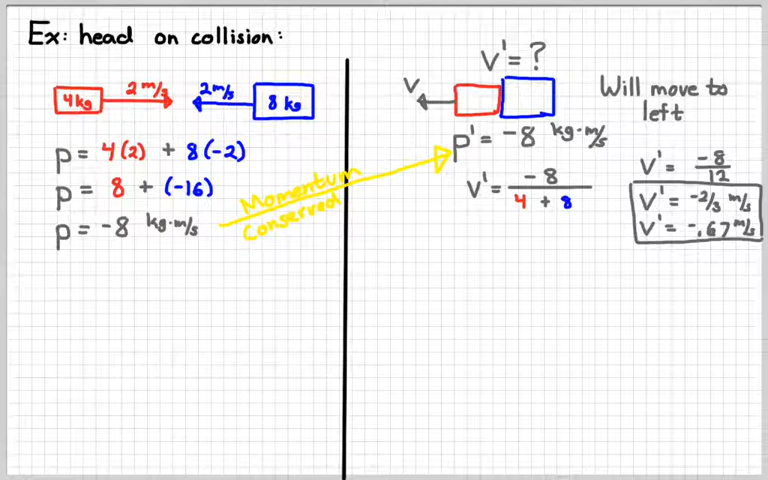 Ex: head on collision:
4kg 2 m/s 2 m/s 8 kg
p = 4(2) + 8(-2)
p = 8 + (-16)
p = -8 kg·m/s
Momentum
Conserved
V' = ?
V
Will move to
left
p' = -8 kg·m/s
V' = -8 / 4 + 8
V' = -8/12
V' = -2/3 m/s
V' = -.67 m/s